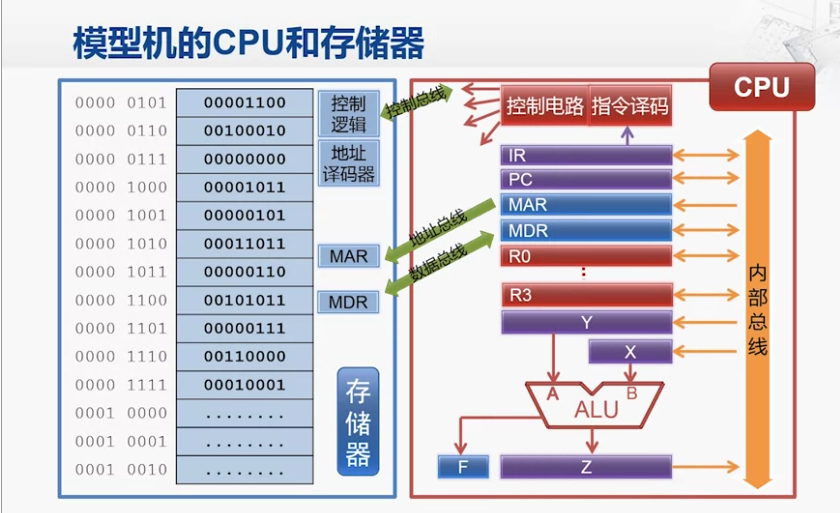 模型机的CPU和存储器
0000 0101 00001100
0000 0110 00100010
0000 0111 00000000
0000 1000 00001011
0000 1001 00000101
0000 1010 00011011
0000 1011 00000110
0000 1100 00101011
0000 1101 00000111
0000 1110 00110000
0000 1111 00010001
0001 0000 ........
0001 0001 ........
0001 0010 ........
控制
逻辑
地址
译码器
MAR
MDR
存
储
器
控制总线
地址总线
数据总线
CPU
控制电路
指令译码
IR
PC
MAR
MDR
R0
R3
Y
X
A
B
ALU
F
Z
内
部
总
线